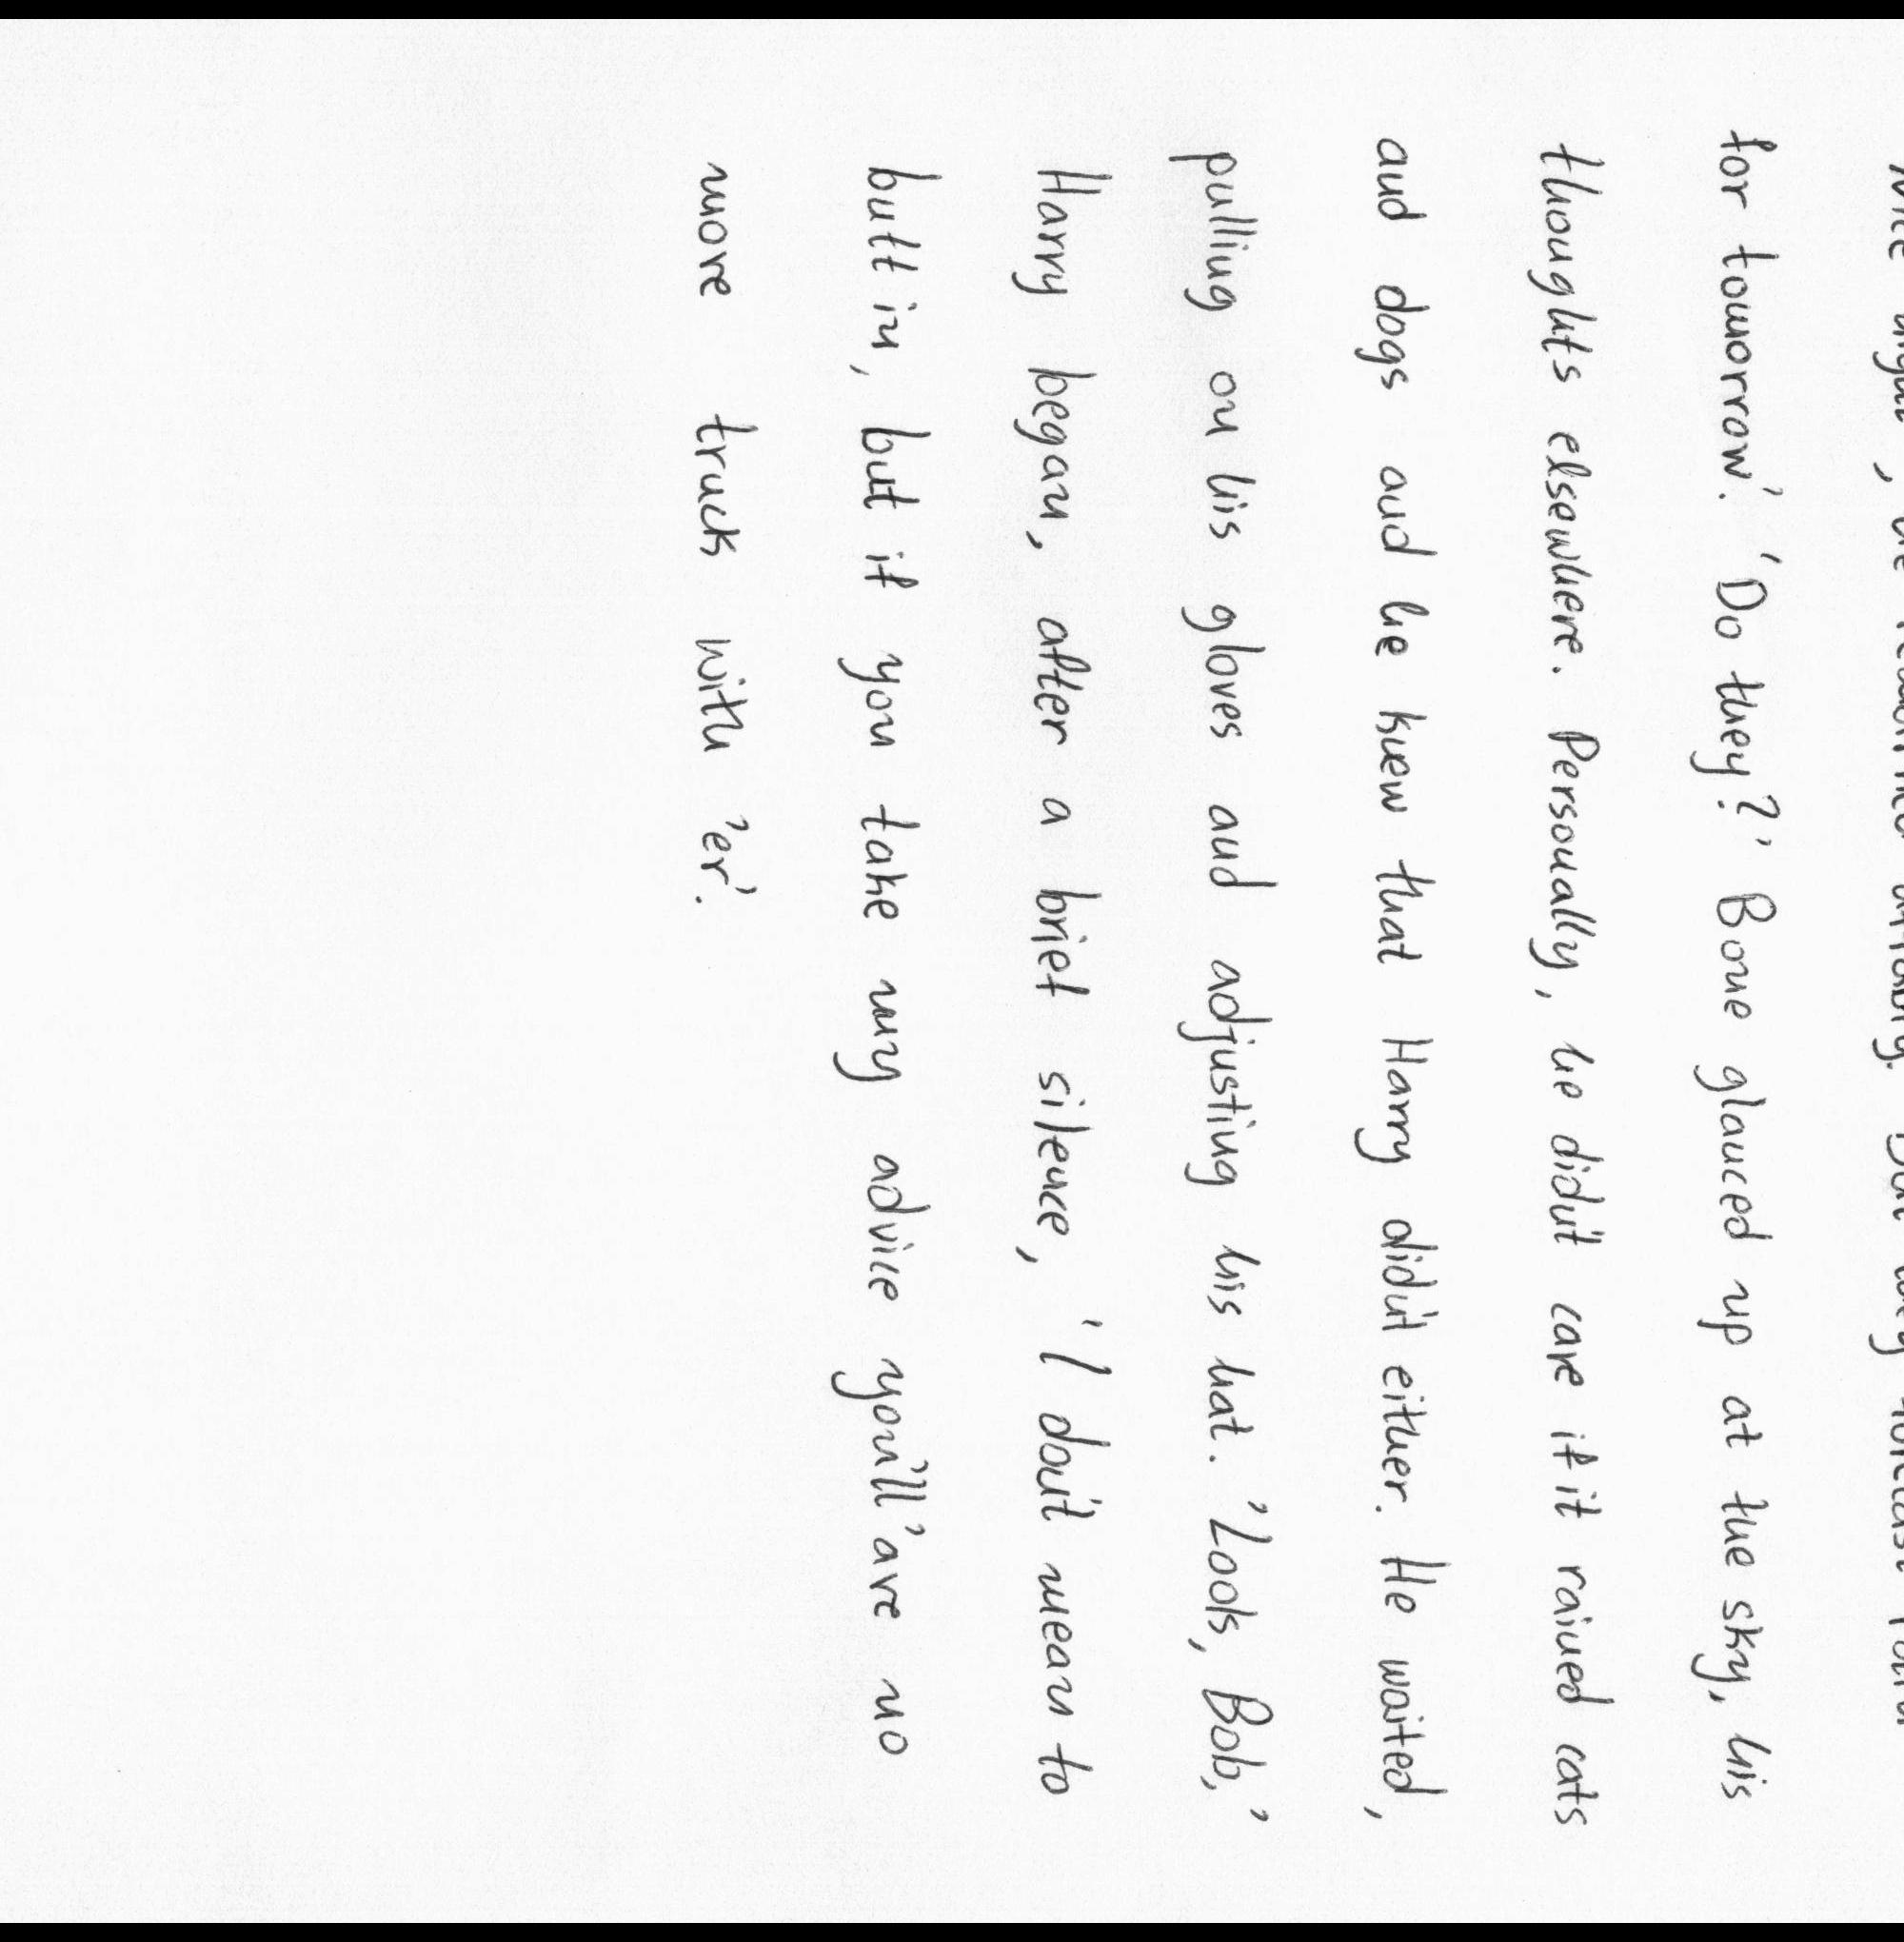 for tomorrow.' 'Do they?' Bone glanced up at the sky, his
thoughts elsewhere. Personally, he didn't care if it rained cats
and dogs and he knew that Harry didn't either. He waited,
pulling on his gloves and adjusting his hat. 'Look, Bob,'
Harry began, after a brief silence, 'I don't mean to
butt in, but if you take my advice you'll 'ave no
more truck with 'er'.